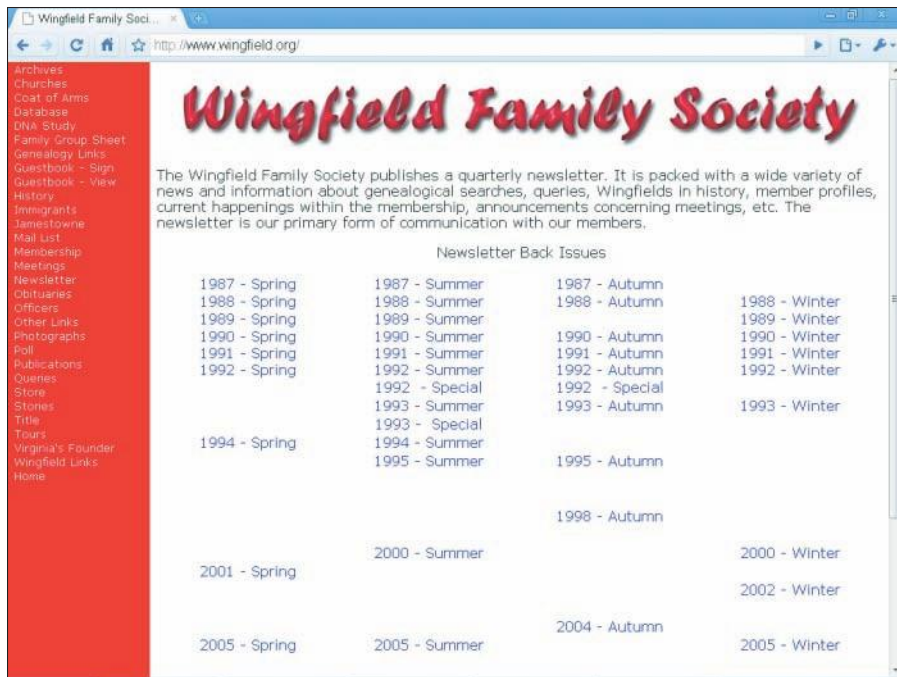 Wingfield Family Soci...
http://www.wingfield.org/
Archives
Churches
Coat of Arms
Database
DNA Study
Family Group Sheet
Genealogy Links
Guestbook - Sign
Guestbook - View
History
Immigrants
Jamestowne
Mail List
Membership
Meetings
Newsletter
Obituaries
Officers
Other Links
Photographs
Poll
Publications
Queries
Store
Stories
Title
Tours
Virginia's Founder
Wingfield Links
Home
Wingfield Family Society
The Wingfield Family Society publishes a quarterly newsletter. It is packed with a wide variety of
news and information about genealogical searches, queries, Wingfields in history, member profiles,
current happenings within the membership, announcements concerning meetings, etc. The
newsletter is our primary form of communication with our members.
Newsletter Back Issues
1987 - Spring 1987 - Summer 1987 - Autumn
1988 - Spring 1988 - Summer 1988 - Autumn 1988 - Winter
1989 - Spring 1989 - Summer 1989 - Winter
1990 - Spring 1990 - Summer 1990 - Autumn 1990 - Winter
1991 - Spring 1991 - Summer 1991 - Autumn 1991 - Winter
1992 - Spring 1992 - Summer 1992 - Autumn 1992 - Winter
1992 - Special 1992 - Special
1993 - Summer 1993 - Autumn 1993 - Winter
1993 - Special
1994 - Spring 1994 - Summer
1995 - Summer 1995 - Autumn
1998 - Autumn
2000 - Summer 2000 - Winter
2001 - Spring
2002 - Winter
2004 - Autumn
2005 - Spring 2005 - Summer 2005 - Winter